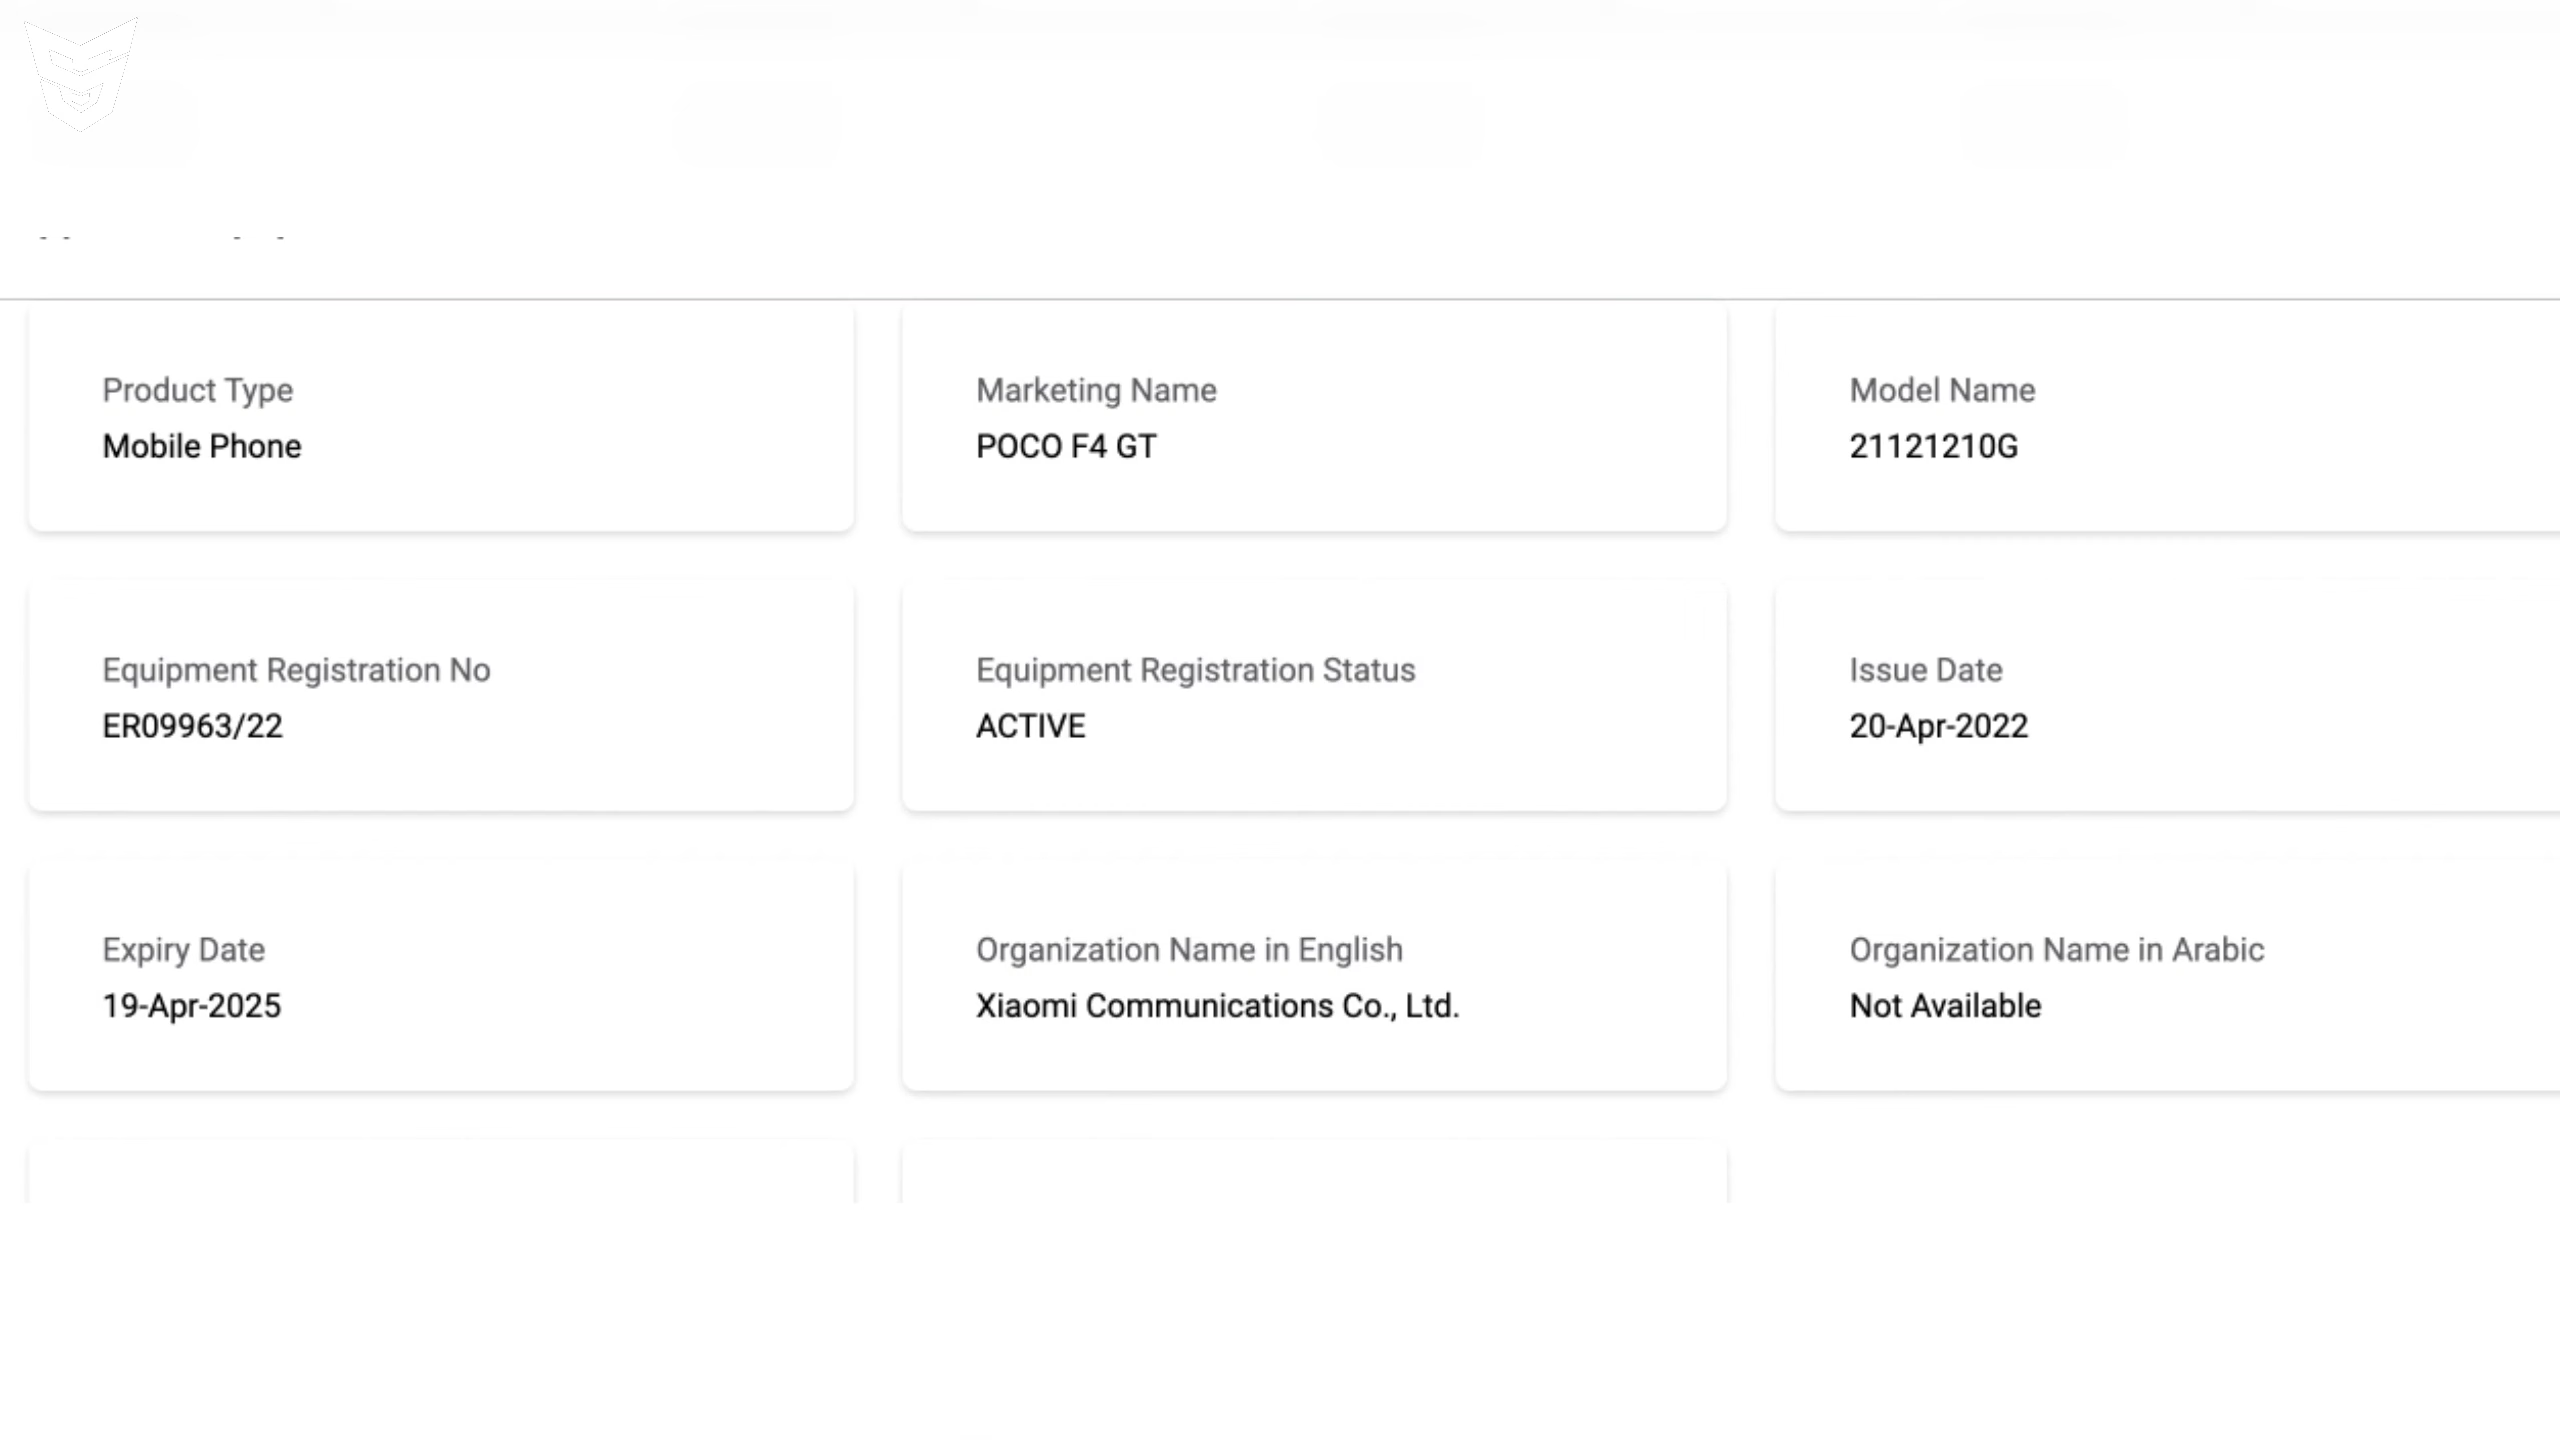 Product Type
Mobile Phone
Marketing Name
POCO F4 GT
Model Name
21121210G
Equipment Registration No
ER09963/22
Equipment Registration Status
ACTIVE
Issue Date
20-Apr-2022
Expiry Date
19-Apr-2025
Organization Name in English
Xiaomi Communications Co., Ltd.
Organization Name in Arabic
Not Available